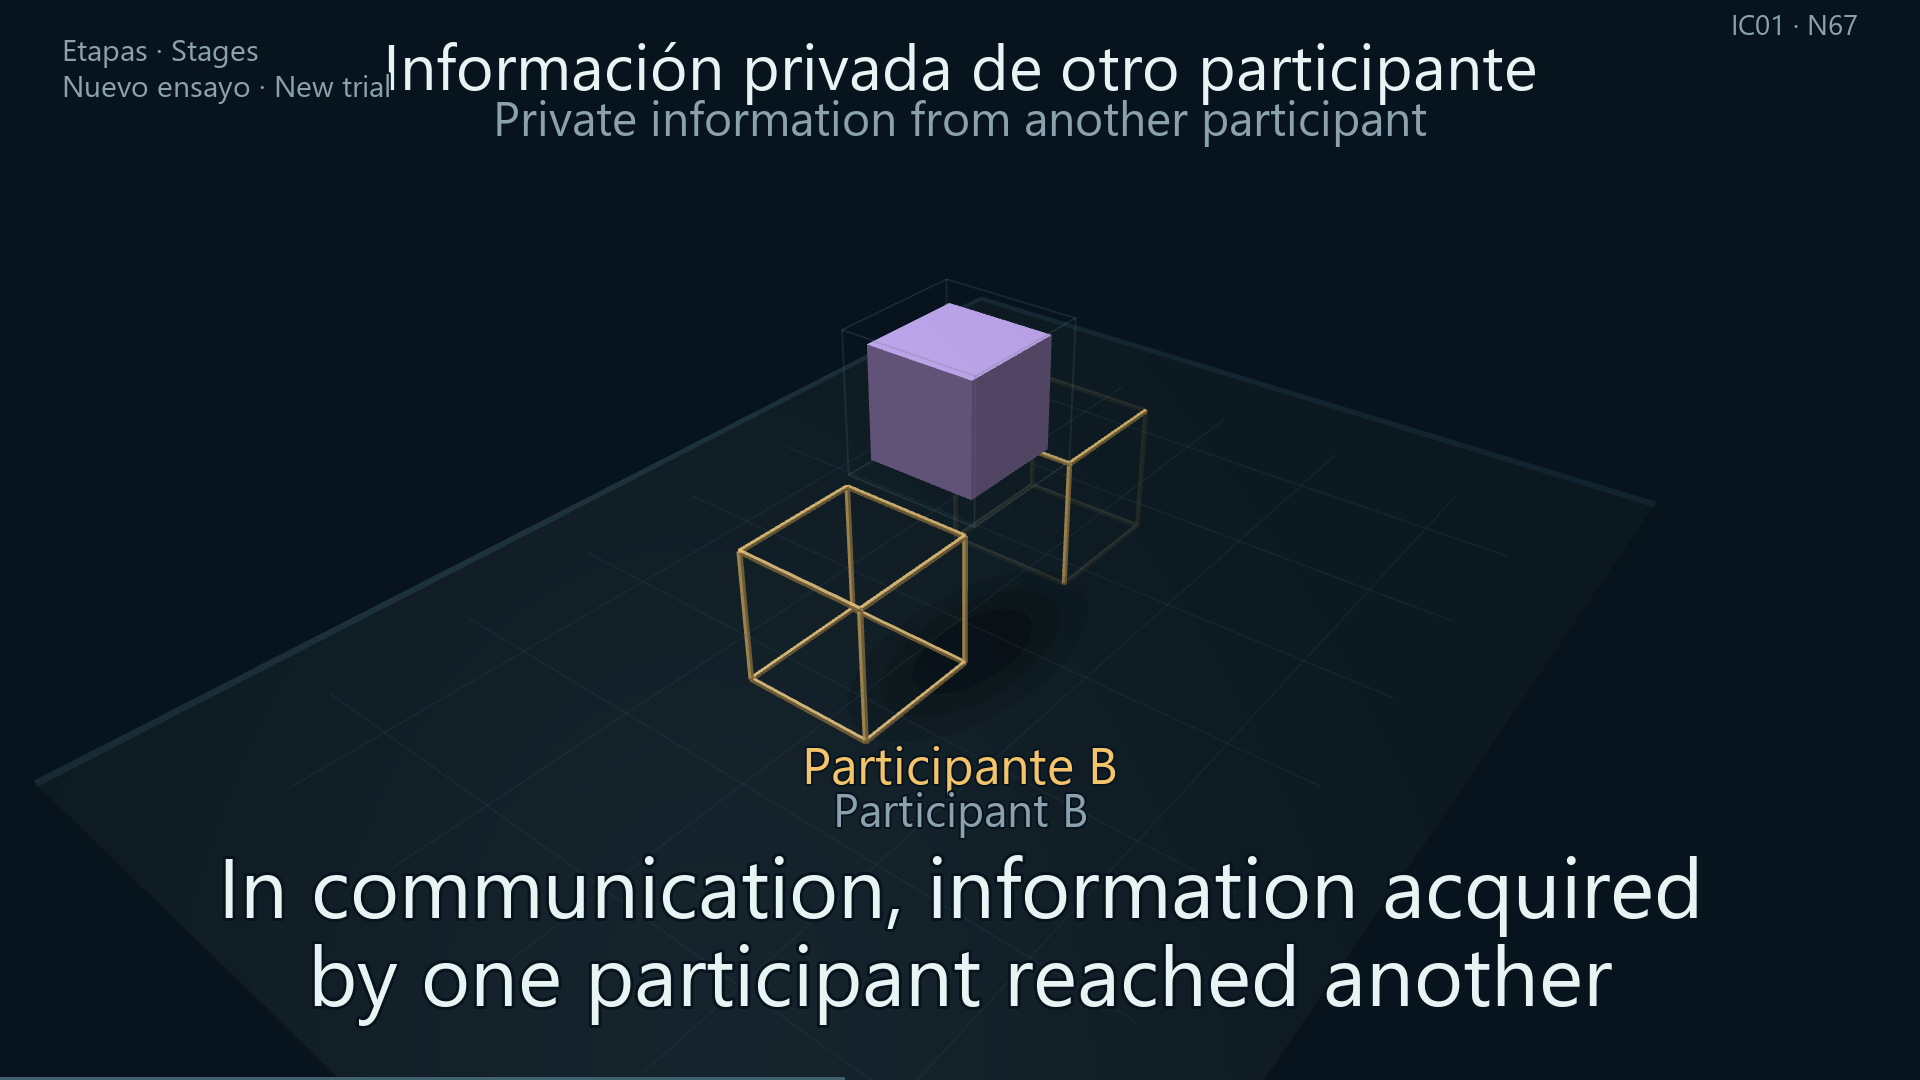 IC01 · N67
Etapas · Stages
Nuevo ensayo · New trial
Información privada de otro participante
Private information from another participant
Participante B
Participant B
In communication, information acquired
by one participant reached another